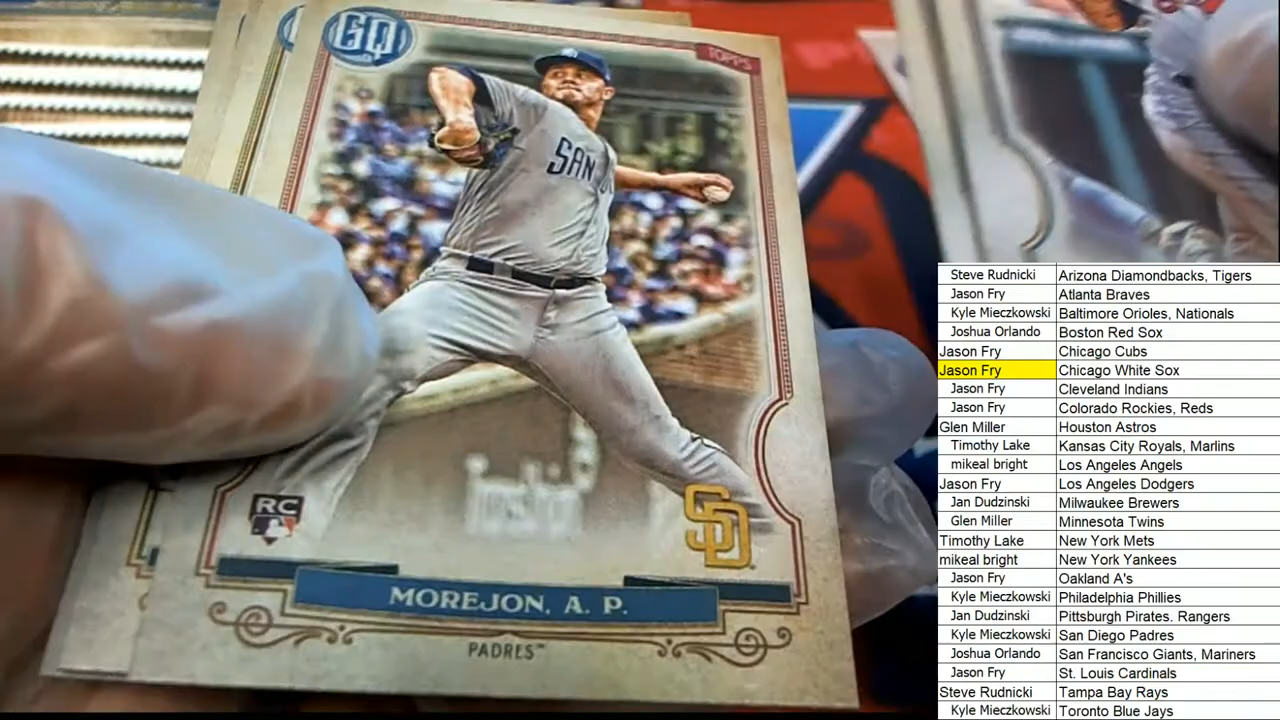 GQ
TOPPS
SAN
RC
SD
MOREJON, A. P.
PADRES™
Steve Rudnicki Arizona Diamondbacks, Tigers
Jason Fry Atlanta Braves
Kyle Mieczkowski Baltimore Orioles, Nationals
Joshua Orlando Boston Red Sox
Jason Fry Chicago Cubs
Jason Fry Chicago White Sox
Jason Fry Cleveland Indians
Jason Fry Colorado Rockies, Reds
Glen Miller Houston Astros
Timothy Lake Kansas City Royals, Marlins
mikeal bright Los Angeles Angels
Jason Fry Los Angeles Dodgers
Jan Dudzinski Milwaukee Brewers
Glen Miller Minnesota Twins
Timothy Lake New York Mets
mikeal bright New York Yankees
Jason Fry Oakland A's
Kyle Mieczkowski Philadelphia Phillies
Jan Dudzinski Pittsburgh Pirates. Rangers
Kyle Mieczkowski San Diego Padres
Joshua Orlando San Francisco Giants, Mariners
Jason Fry St. Louis Cardinals
Steve Rudnicki Tampa Bay Rays
Kyle Mieczkowski Toronto Blue Jays